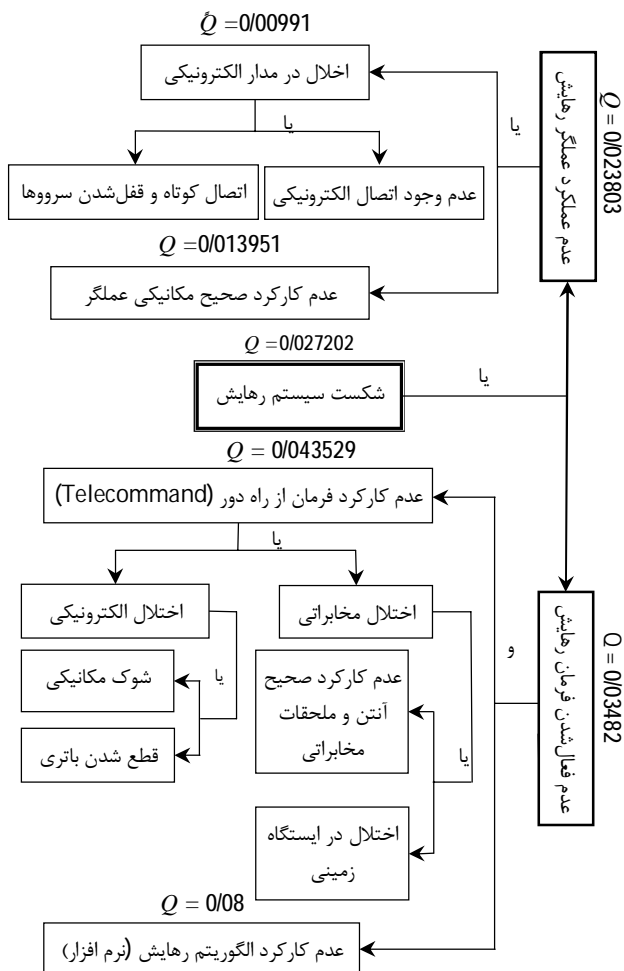 Q =0/00991
اخلال در مدار الکترونیکی
یا
یا
عدم عملکرد عملگر رهایش
Q = 0/023803
عدم وجود اتصال الکترونیکی
اتصال کوتاه و قفل‌شدن سرووها
Q =0/013951
عدم کارکرد صحیح مکانیکی عملگر
Q =0/027202
شکست سیستم رهایش
یا
Q = 0/043529
عدم کارکرد فرمان از راه دور (Telecommand)
یا
اختلال مخابراتی
اختلال الکترونیکی
و
عدم فعال‌شدن فرمان رهایش
Q = 0/03482
عدم کارکرد صحیح
آنتن و ملحقات
مخابراتی
یا
شوک مکانیکی
یا
قطع شدن باتری
اختلال در ایستگاه
زمینی
Q = 0/08
عدم کارکرد الگوریتم رهایش (نرم افزار)